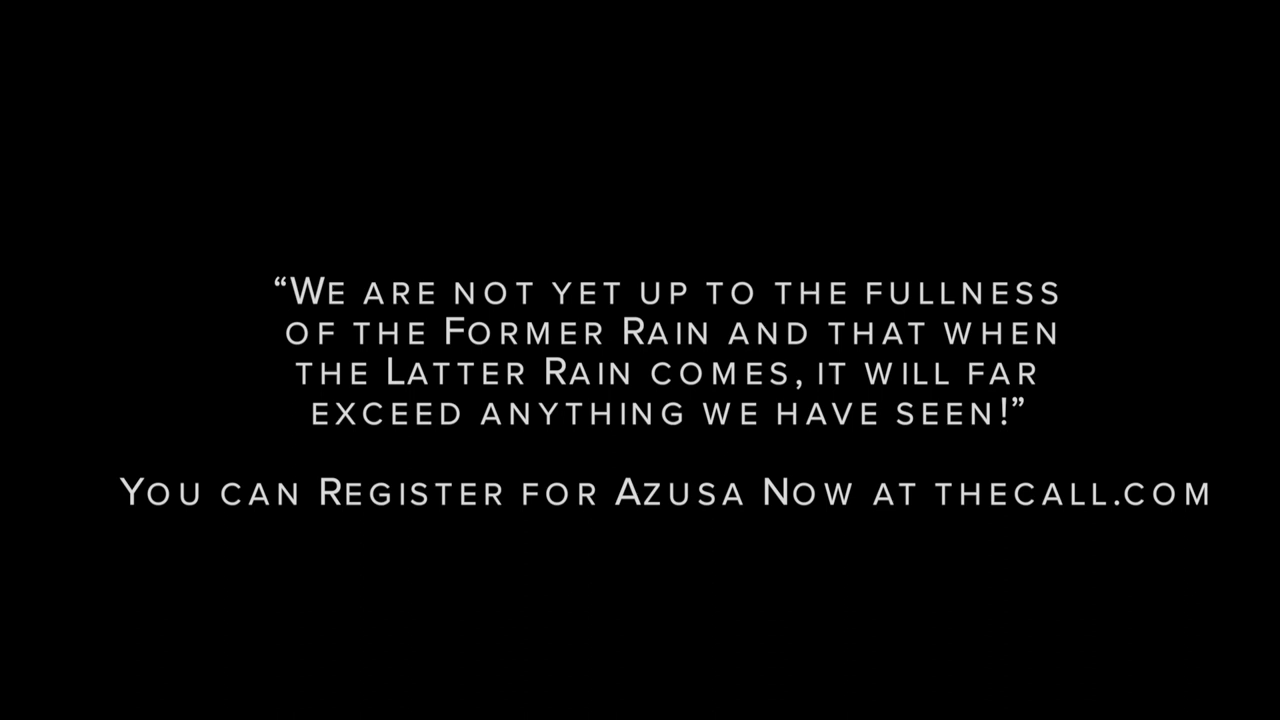 “We are not yet up to the fullness
of the Former Rain and that when
the Latter Rain comes, it will far
exceed anything we have seen!”
You can Register for Azusa Now at thecall.com